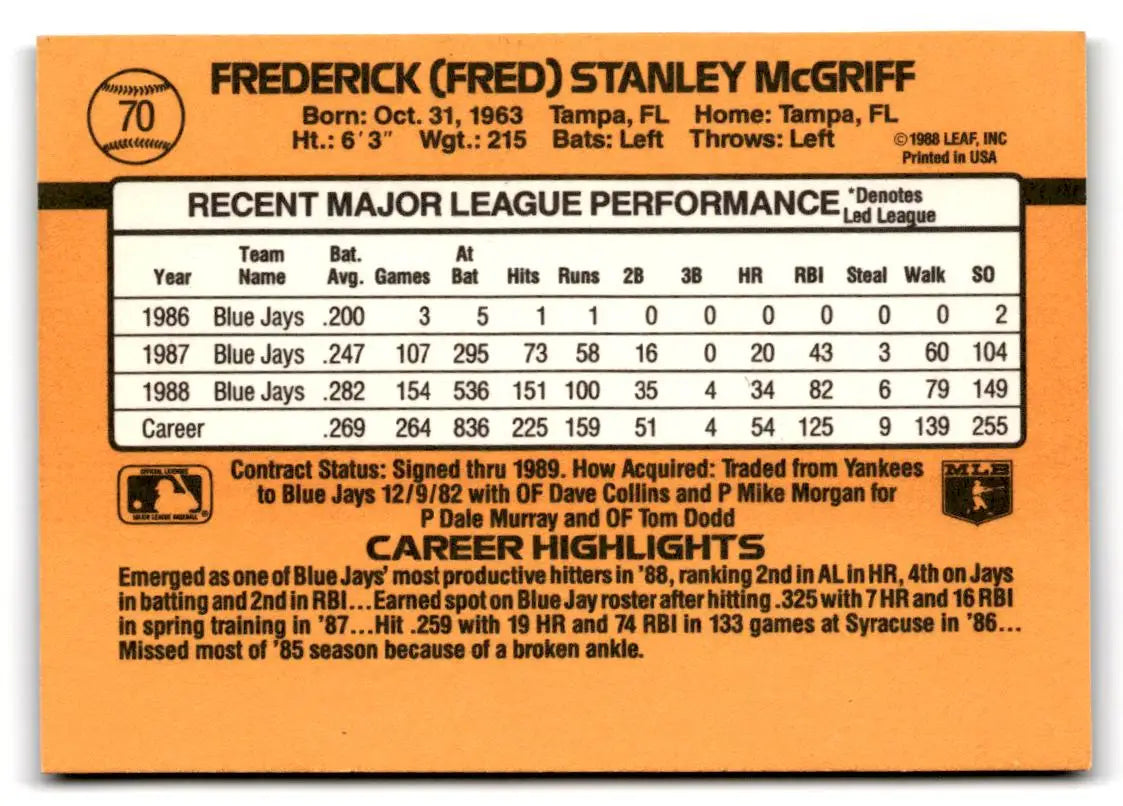 70
FREDERICK (FRED) STANLEY McGRIFF
Born: Oct. 31, 1963 Tampa, FL Home: Tampa, FL
Ht.: 6'3" Wgt.: 215 Bats: Left Throws: Left
©1988 LEAF, INC
Printed in USA
RECENT MAJOR LEAGUE PERFORMANCE *Denotes
Led League
Year Team Name Bat. Avg. Games At Bat Hits Runs 2B 3B HR RBI Steal Walk SO
1986 Blue Jays .200 3 5 1 1 0 0 0 0 0 0 2
1987 Blue Jays .247 107 295 73 58 16 0 20 43 3 60 104
1988 Blue Jays .282 154 536 151 100 35 4 34 82 6 79 149
Career .269 264 836 225 159 51 4 54 125 9 139 255
OFFICIAL LICENSEE
MAJOR LEAGUE BASEBALL ®
Contract Status: Signed thru 1989. How Acquired: Traded from Yankees
to Blue Jays 12/9/82 with OF Dave Collins and P Mike Morgan for
P Dale Murray and OF Tom Dodd
MLB
CAREER HIGHLIGHTS
Emerged as one of Blue Jays' most productive hitters in '88, ranking 2nd in AL in HR, 4th on Jays
in batting and 2nd in RBI...Earned spot on Blue Jay roster after hitting .325 with 7 HR and 16 RBI
in spring training in '87...Hit .259 with 19 HR and 74 RBI in 133 games at Syracuse in '86...
Missed most of '85 season because of a broken ankle.